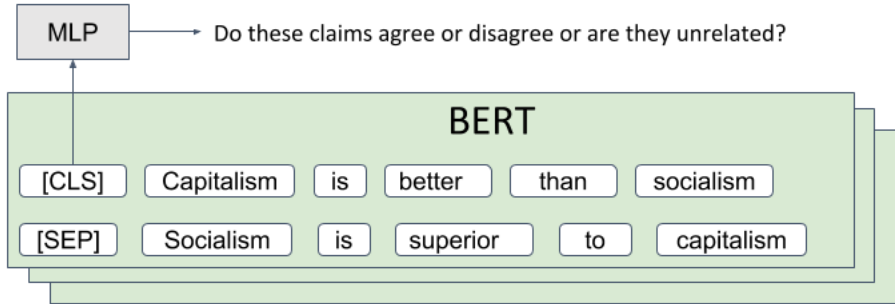 MLP
Do these claims agree or disagree or are they unrelated?
BERT
[CLS] Capitalism is better than socialism
[SEP] Socialism is superior to capitalism